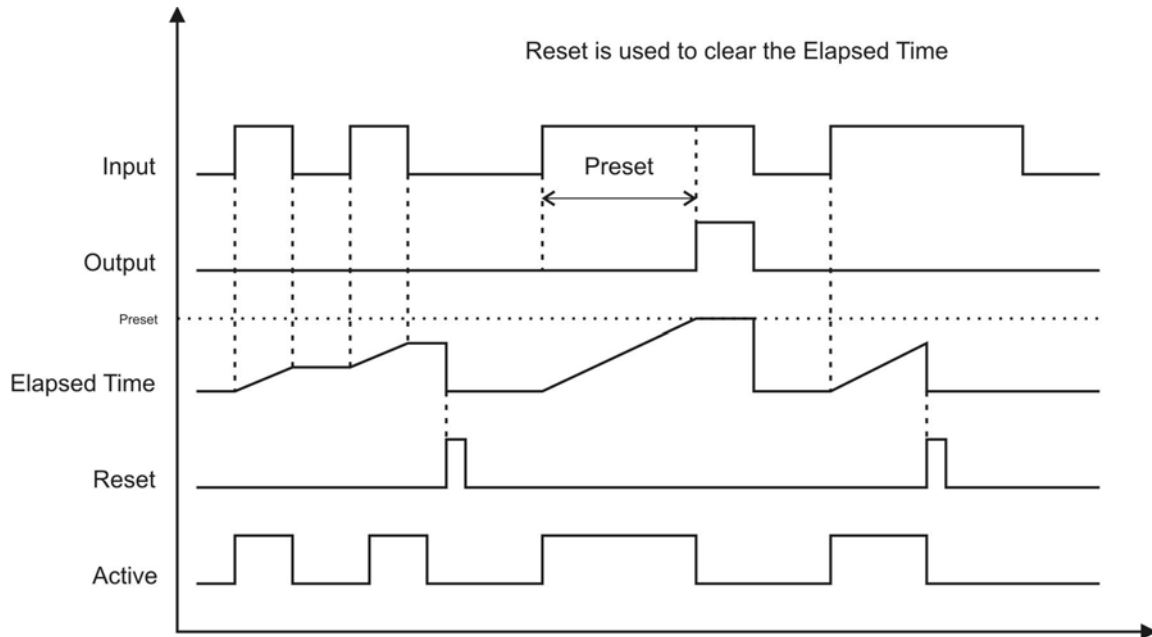 Reset is used to clear the Elapsed Time
Input
Preset
Output
Preset
Elapsed Time
Reset
Active